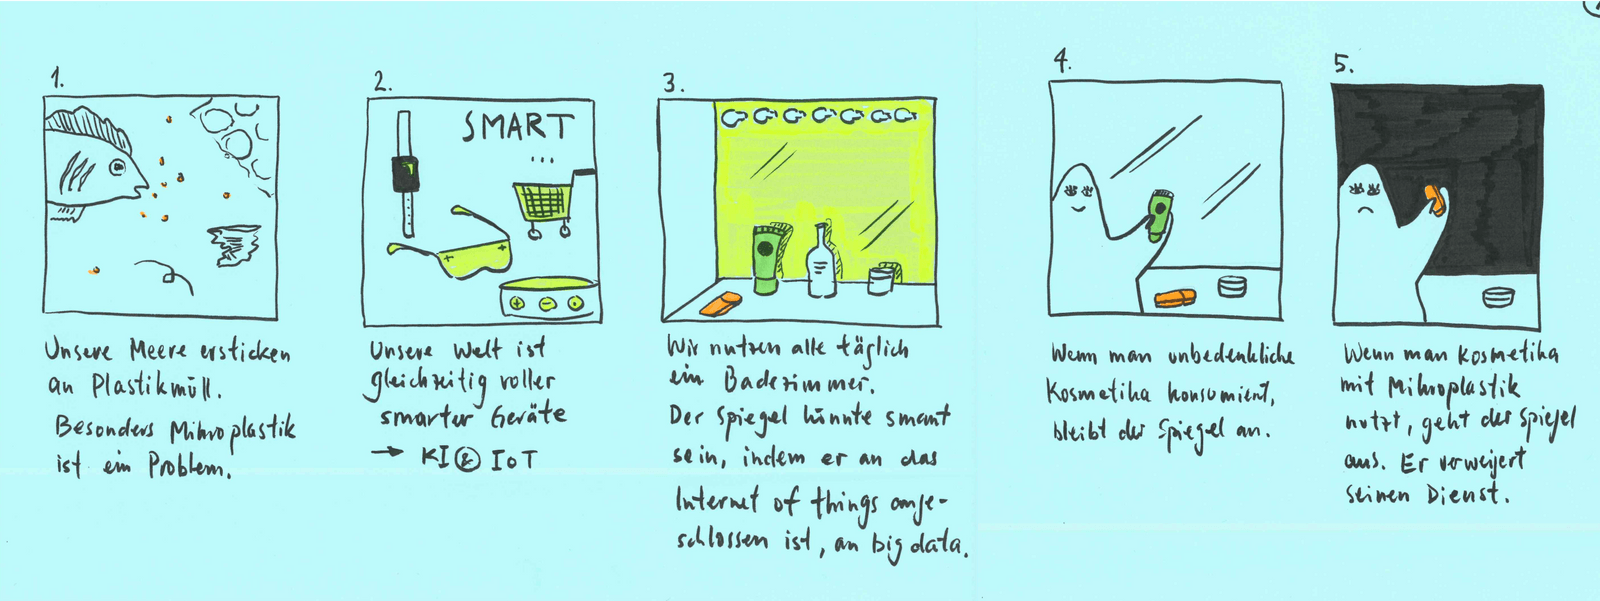 1.
Unsere Meere ersticken
an Plastikmüll.
Besonders Mikroplastik
ist ein Problem.
2.
SMART
...
Unsere Welt ist
gleichzeitig voller
smarter Geräte
→ KI & IoT
3.
Wir nutzen alle täglich
ein Badezimmer.
Der Spiegel könnte smart
sein, indem er an das
Internet of things ange-
schlossen ist, an big data.
4.
Wenn man unbedenkliche
Kosmetika konsumiert,
bleibt der Spiegel an.
5.
Wenn man Kosmetika
mit Mikroplastik
nutzt, geht der Spiegel
aus. Er verweigert
seinen Dienst.